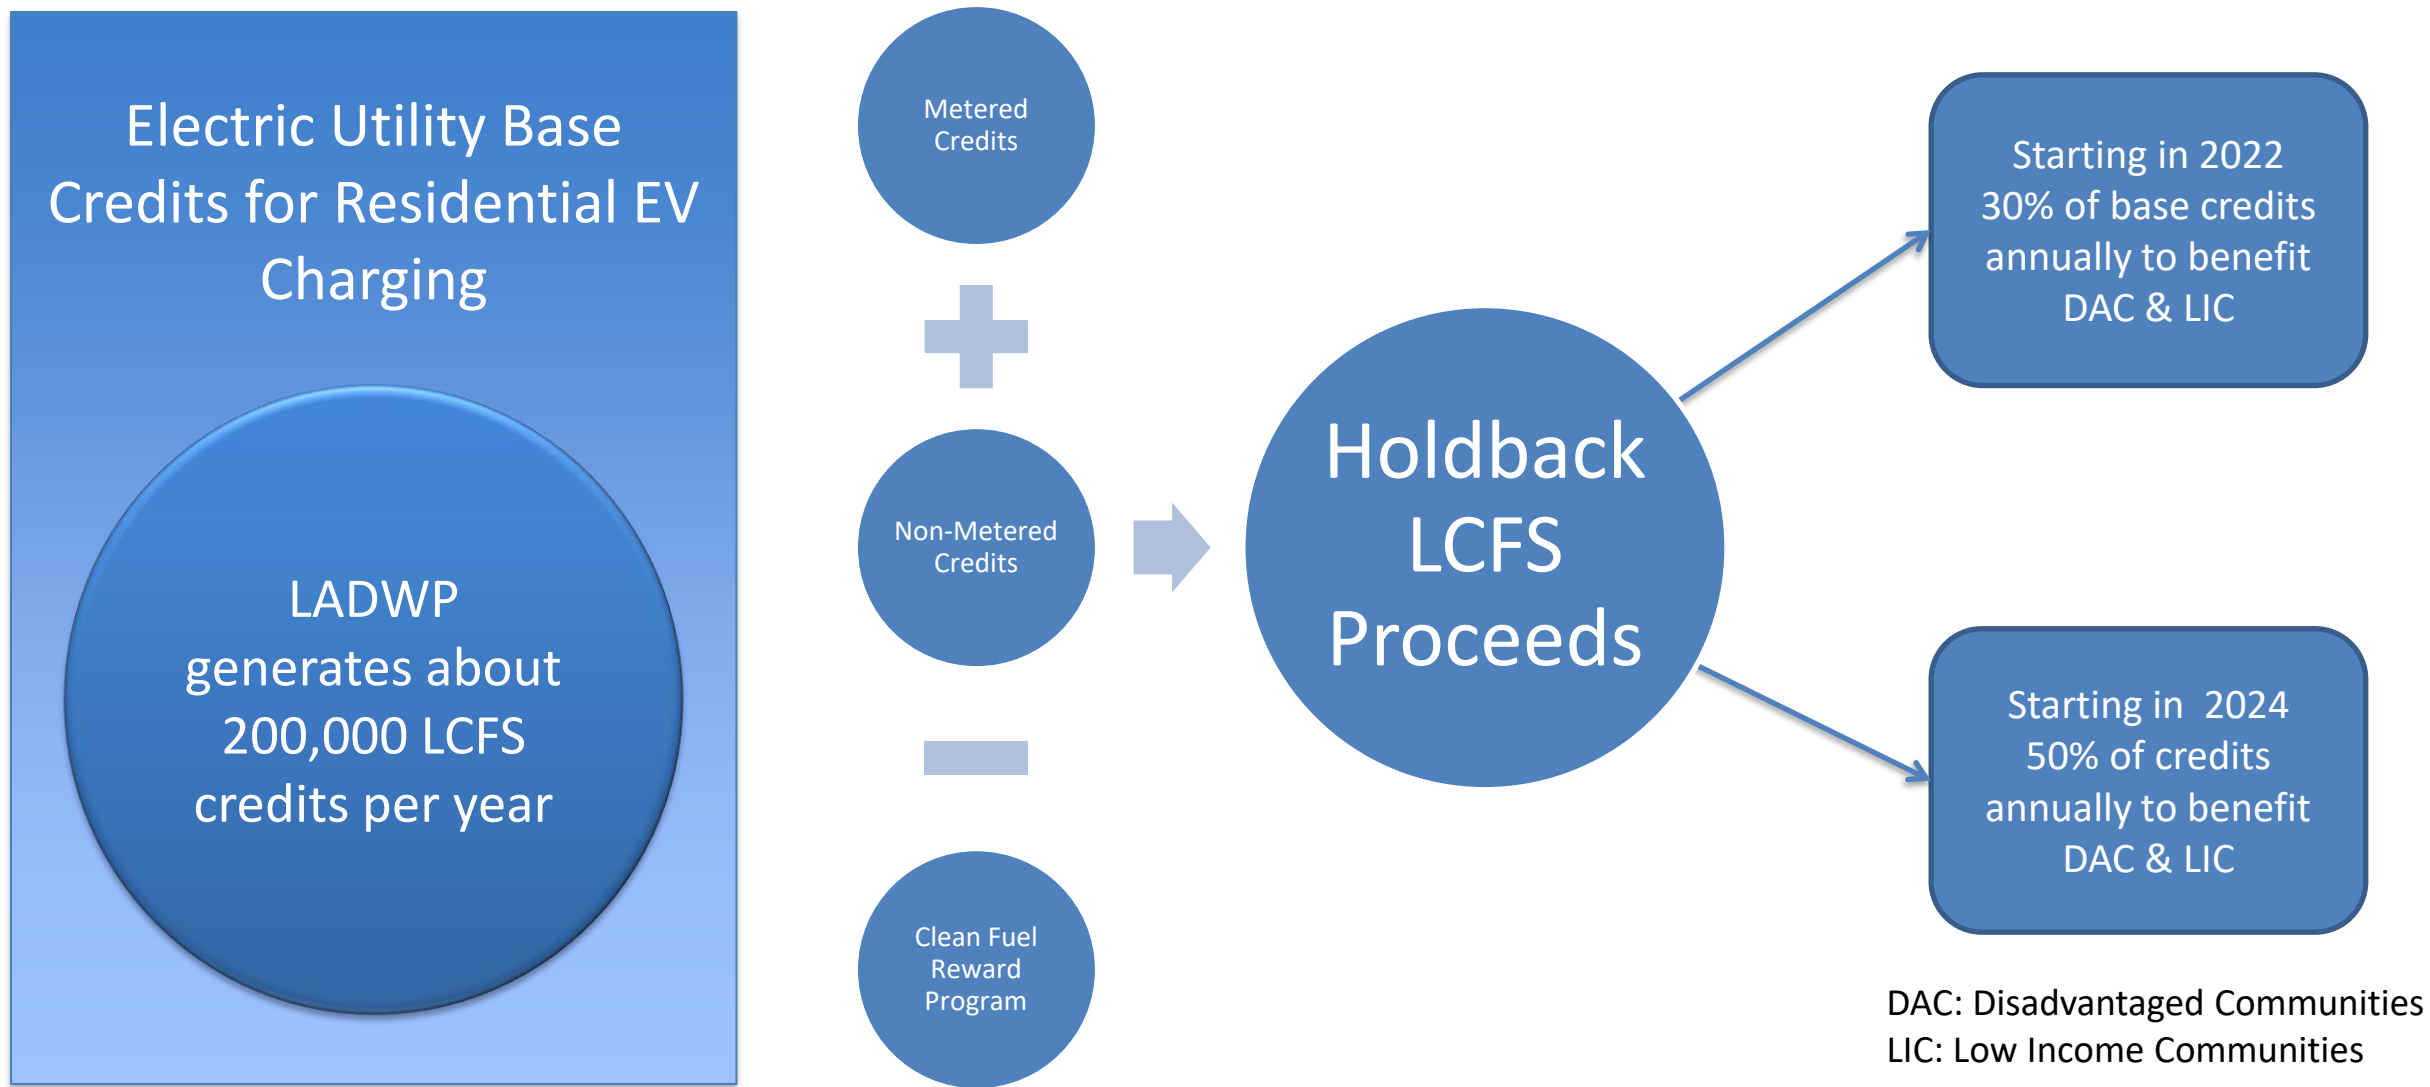 Electric Utility Base
Credits for Residential EV
Charging
LADWP
generates about
200,000 LCFS
credits per year
Metered
Credits
Non-Metered
Credits
Clean Fuel
Reward
Program
Holdback
LCFS
Proceeds
Starting in 2022
30% of base credits
annually to benefit
DAC & LIC
Starting in  2024
50% of credits
annually to benefit
DAC & LIC
DAC: Disadvantaged Communities
LIC: Low Income Communities